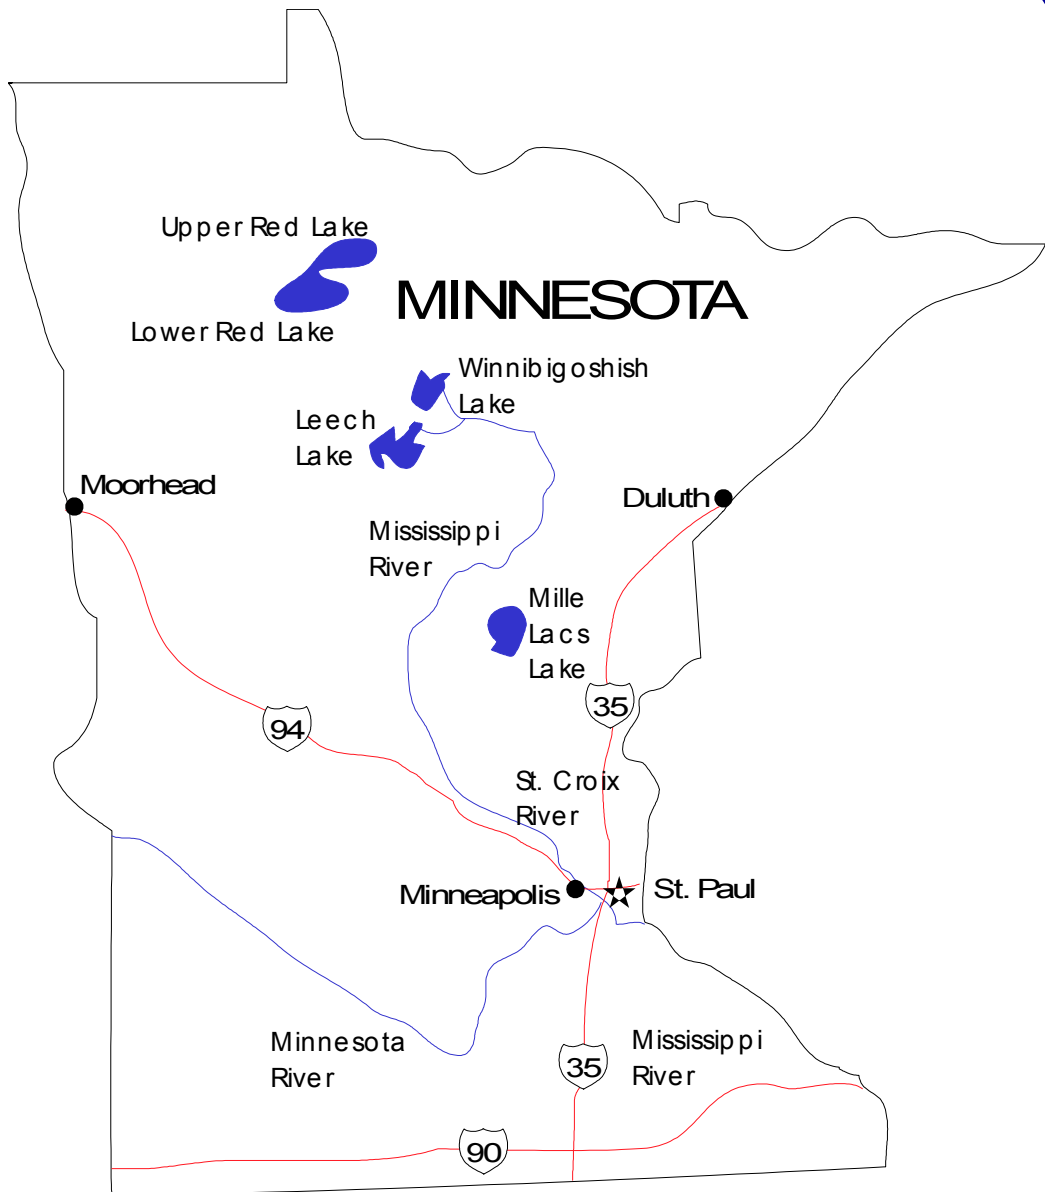 Upper Red Lake
MINNESOTA
Lower Red Lake
Winnibigoshish
Lake
Leech
Lake
Moorhead
Duluth
Mississippi
River
Mille
Lacs
Lake
35
94
St. Croix
River
Minneapolis
St. Paul
Minnesota
River
Mississippi
River
35
90